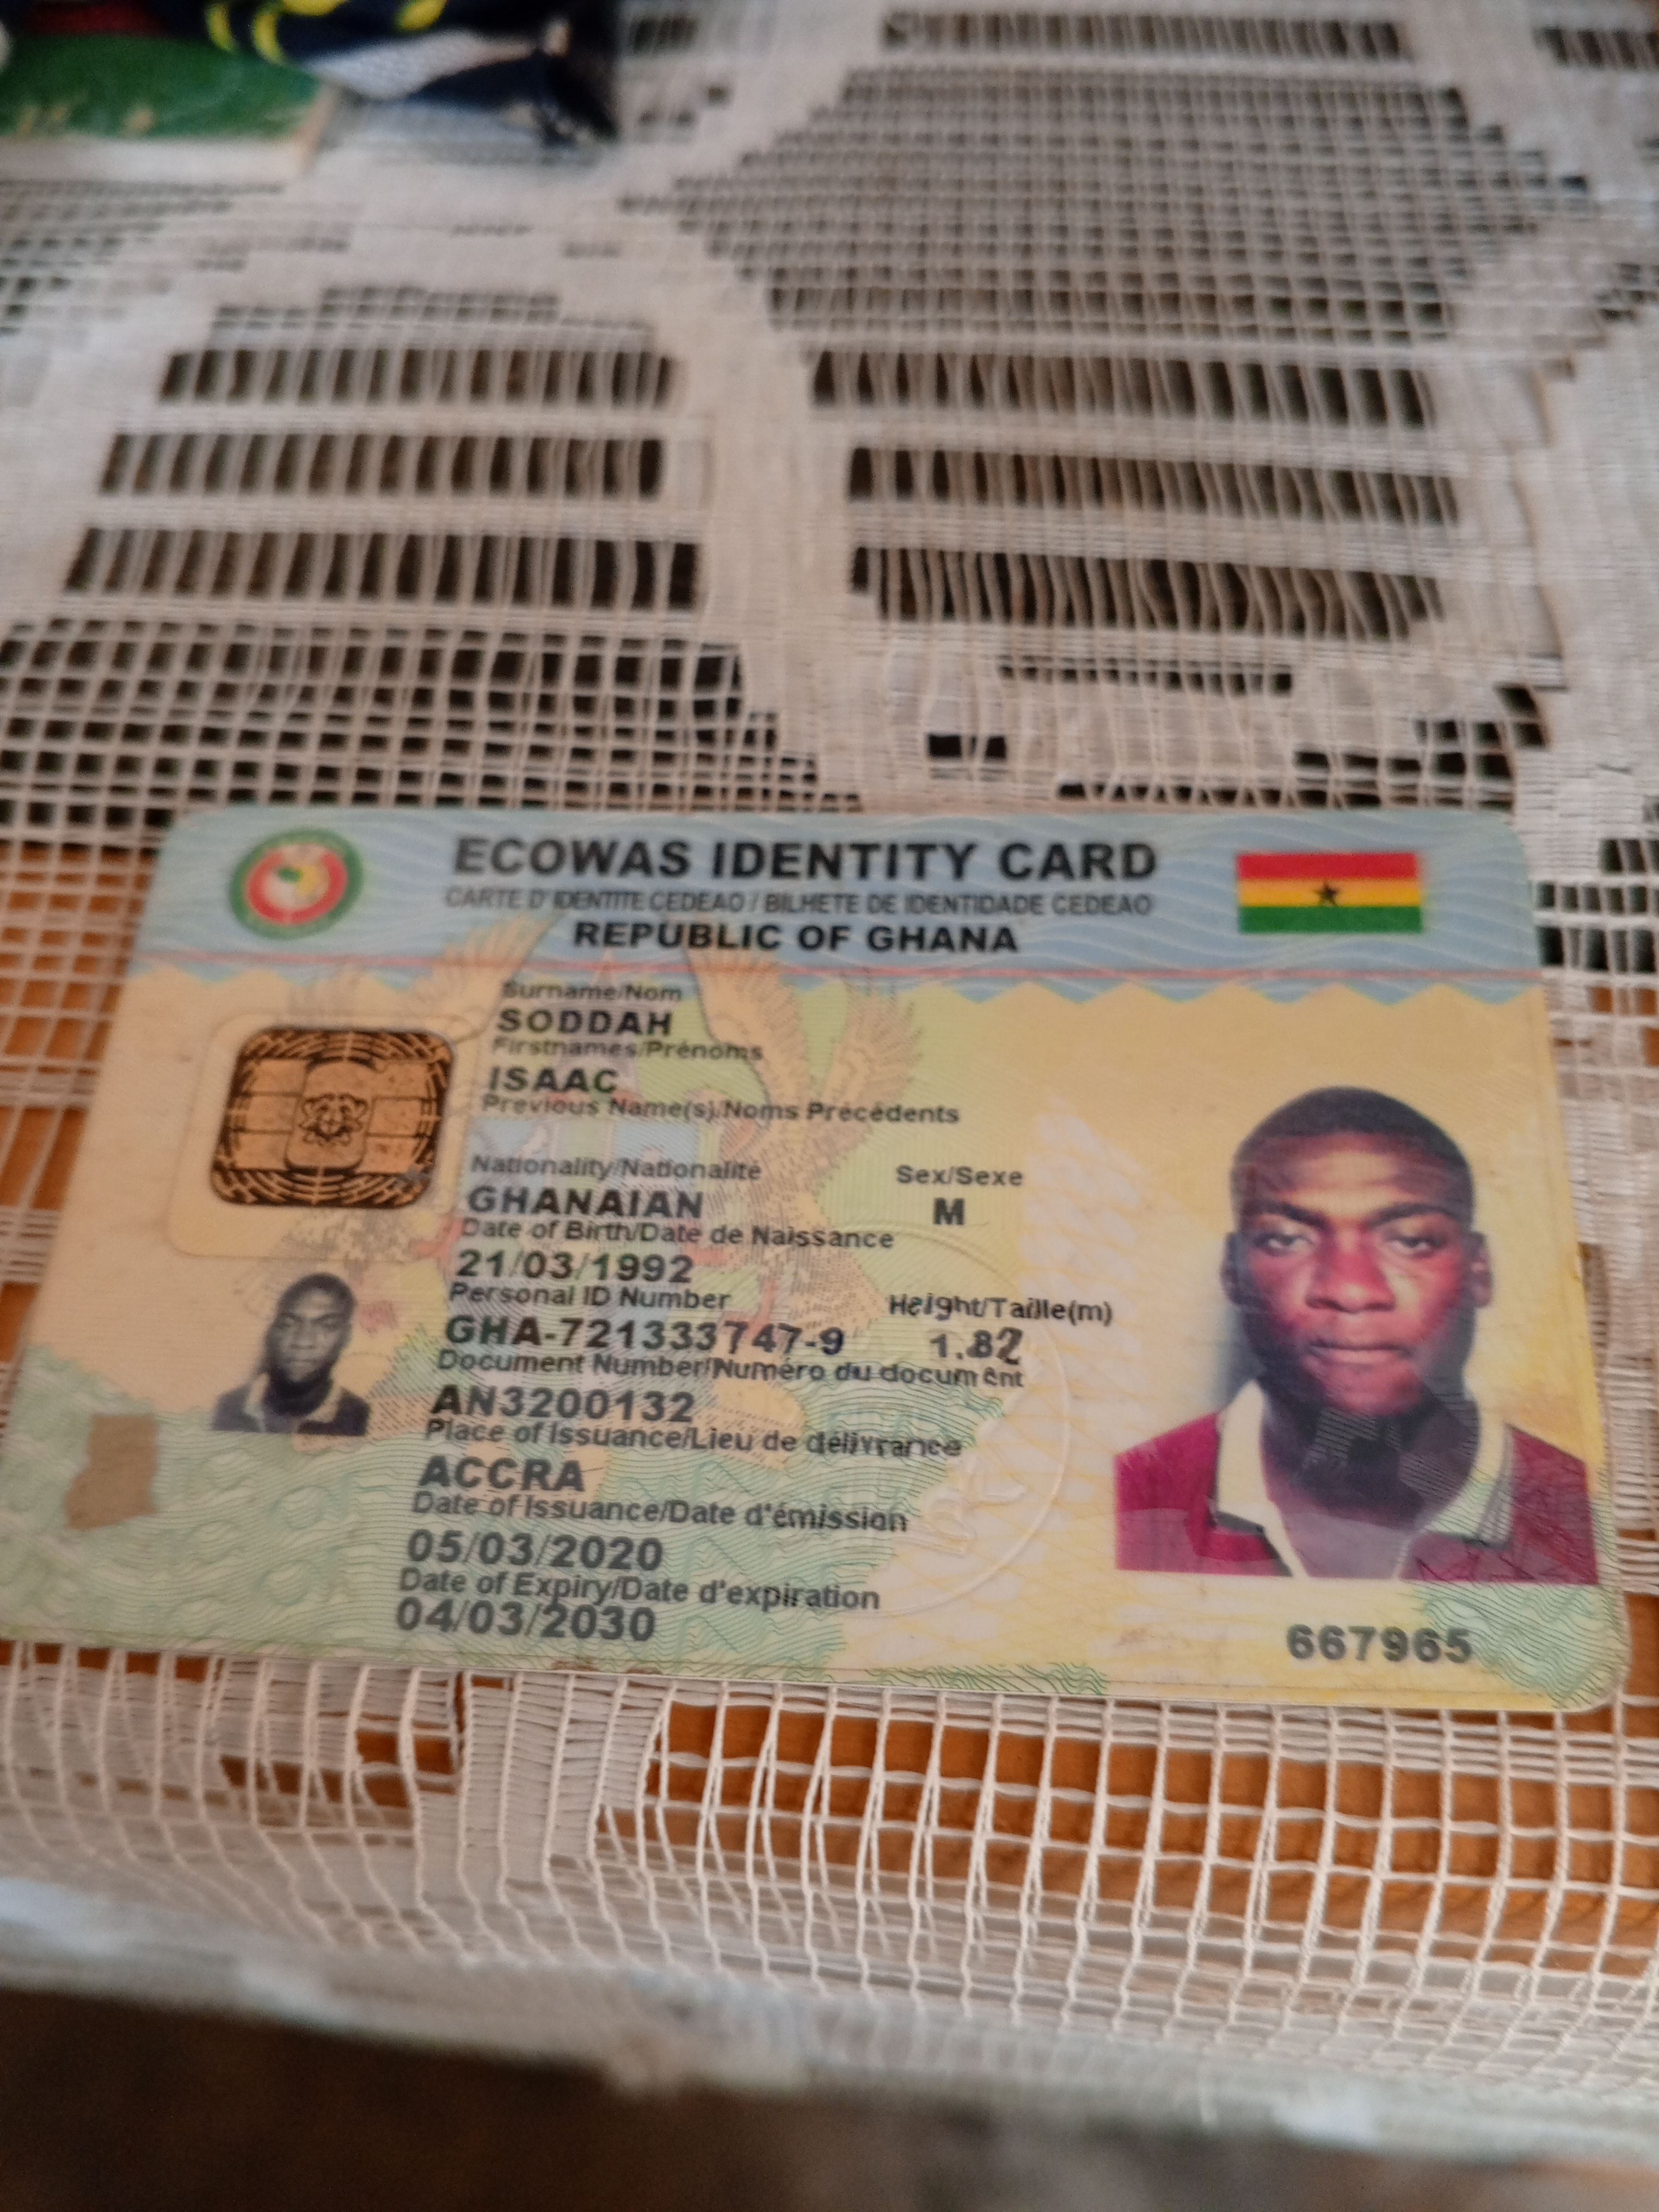 ECOWAS IDENTITY CARD
CARTE D'IDENTITE CEDEAO / BILHETE DE IDENTIDADE CEDEAO
REPUBLIC OF GHANA
Surname/Nom
SODDAH
Firstnames/Prénoms
ISAAC
Previous Name(s)/Noms Précédents
Nationality/Nationalité Sex/Sexe
GHANAIAN M
Date of Birth/Date de Naissance
21/03/1992
Personal ID Number Height/Taille(m)
GHA-721333747-9 1.82
Document Number/Numéro du document
AN3200132
Place of Issuance/Lieu de délivrance
ACCRA
Date of Issuance/Date d'émission
05/03/2020
Date of Expiry/Date d'expiration
04/03/2030
667965